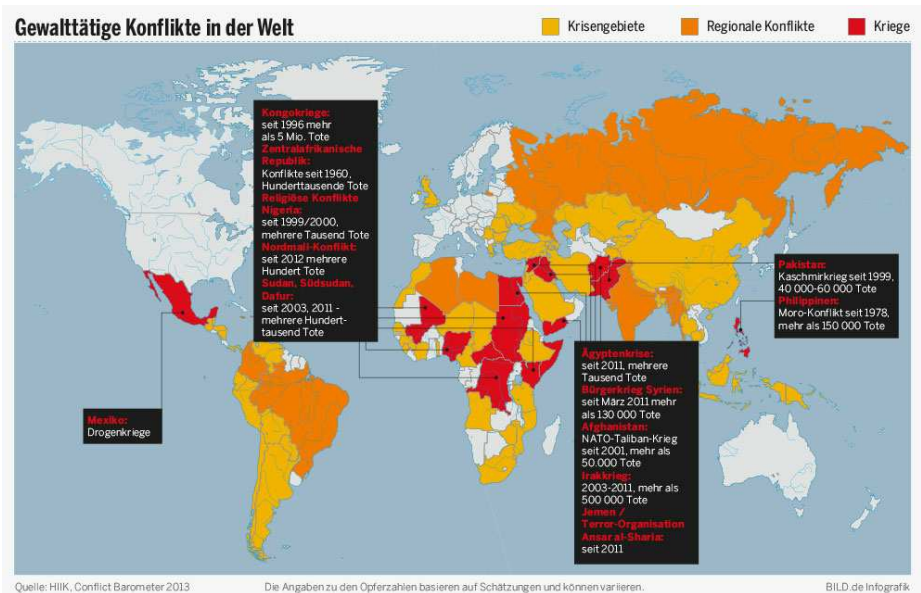 Gewalttätige Konflikte in der Welt
Krisengebiete
Regionale Konflikte
Kriege
Kongokriege:
seit 1996 mehr
als 5 Mio. Tote
Zentralafrikanische
Republik:
Konflikte seit 1960,
Hunderttausende Tote
Religiöse Konflikte
Nigeria:
seit 1999/2000,
mehrere Tausend Tote
Nordmali-Konflikt:
seit 2012 mehrere
Hundert Tote
Sudan, Südsudan,
Dafur:
seit 2003, 2011 -
mehrere Hundert-
tausend Tote
Pakistan:
Kaschmirkrieg seit 1999,
40 000-60 000 Tote
Philippinen:
Moro-Konflikt seit 1978,
mehr als 150 000 Tote
Ägyptenkrise:
seit 2011, mehrere
Tausend Tote
Bürgerkrieg Syrien:
seit März 2011 mehr
als 130 000 Tote
Afghanistan:
NATO-Taliban-Krieg
seit 2001, mehr als
50.000 Tote
Irakkrieg:
2003-2011, mehr als
500 000 Tote
Jemen /
Terror-Organisation
Ansar al-Sharia:
seit 2011
Mexiko:
Drogenkriege
Quelle: HIIK, Conflict Barometer 2013
Die Angaben zu den Opferzahlen basieren auf Schätzungen und können variieren.
BILD.de Infografik